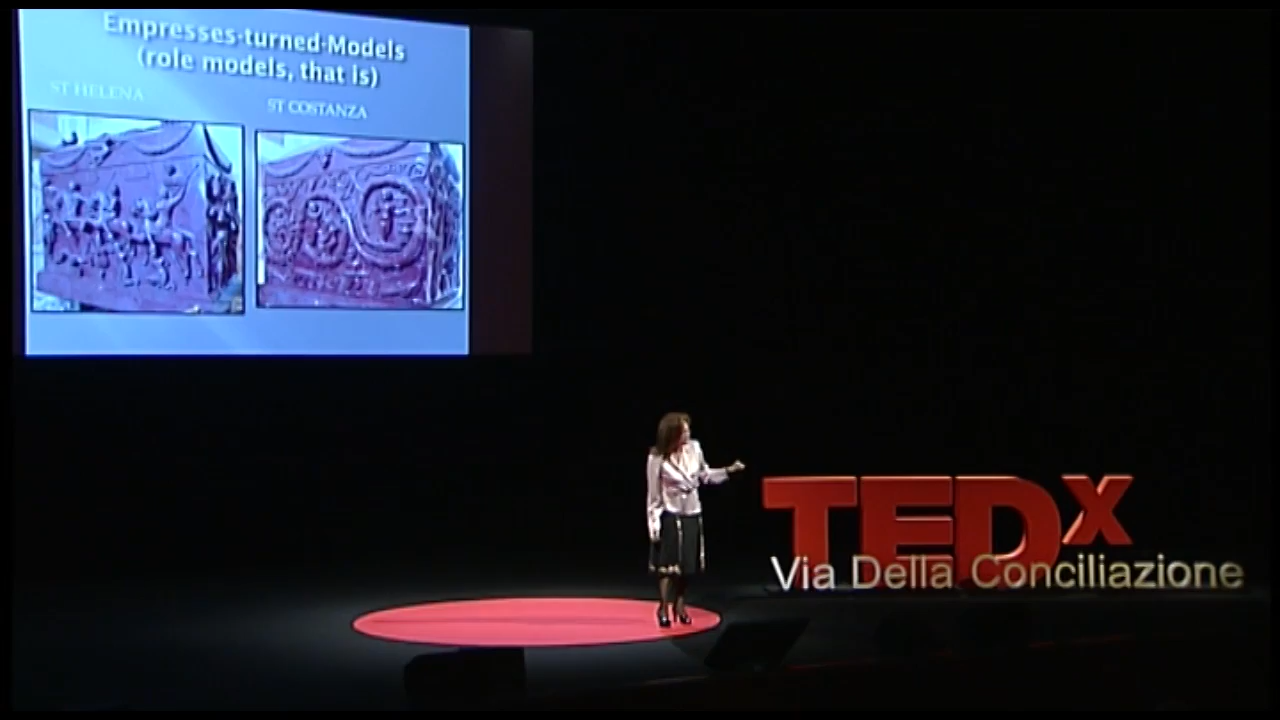 Empresses-turned-Models
(role models, that is)
ST HELENA
ST COSTANZA
TEDx
Via Della Conciliazione